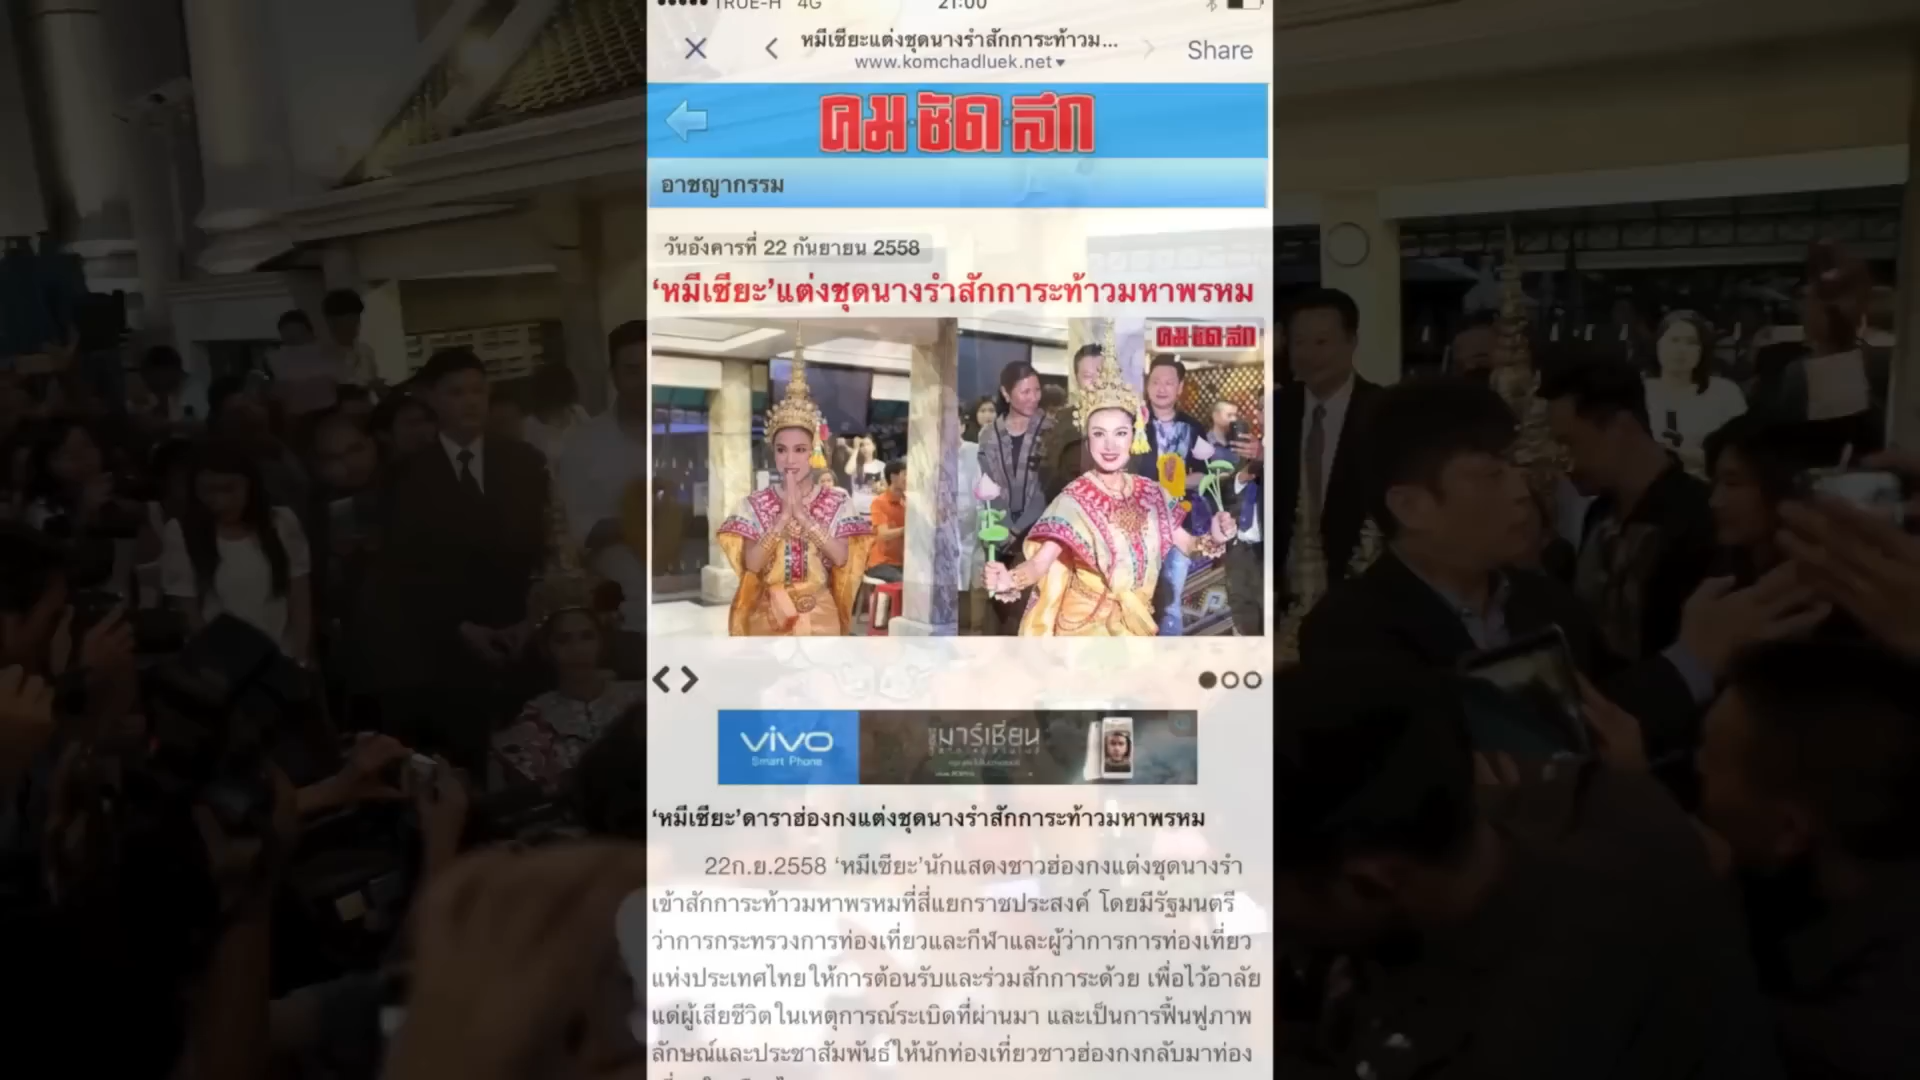 TRUE-H 4G 21:00
หมีเซียะแต่งชุดนางรำสักการะท้าวม...
www.komchadluek.net
Share
คม·ชัด·ลึก
อาชญากรรม
วันอังคารที่ 22 กันยายน 2558
‘หมีเซียะ’แต่งชุดนางรำสักการะท้าวมหาพรหม
คม·ชัด·ลึก
vivo
Smart Phone
มาร์เชี่ยน
‘หมีเซียะ’ดาราฮ่องกงแต่งชุดนางรำสักการะท้าวมหาพรหม
22ก.ย.2558 ‘หมีเซียะ’นักแสดงชาวฮ่องกงแต่งชุดนางรำ
เข้าสักการะท้าวมหาพรหมที่สี่แยกราชประสงค์ โดยมีรัฐมนตรี
ว่าการกระทรวงการท่องเที่ยวและกีฬาและผู้ว่าการการท่องเที่ยว
แห่งประเทศไทยให้การต้อนรับและร่วมสักการะด้วย เพื่อไว้อาลัย
แด่ผู้เสียชีวิตในเหตุการณ์ระเบิดที่ผ่านมา และเป็นการฟื้นฟูภาพ
ลักษณ์และประชาสัมพันธ์ให้นักท่องเที่ยวชาวฮ่องกงกลับมาท่อง